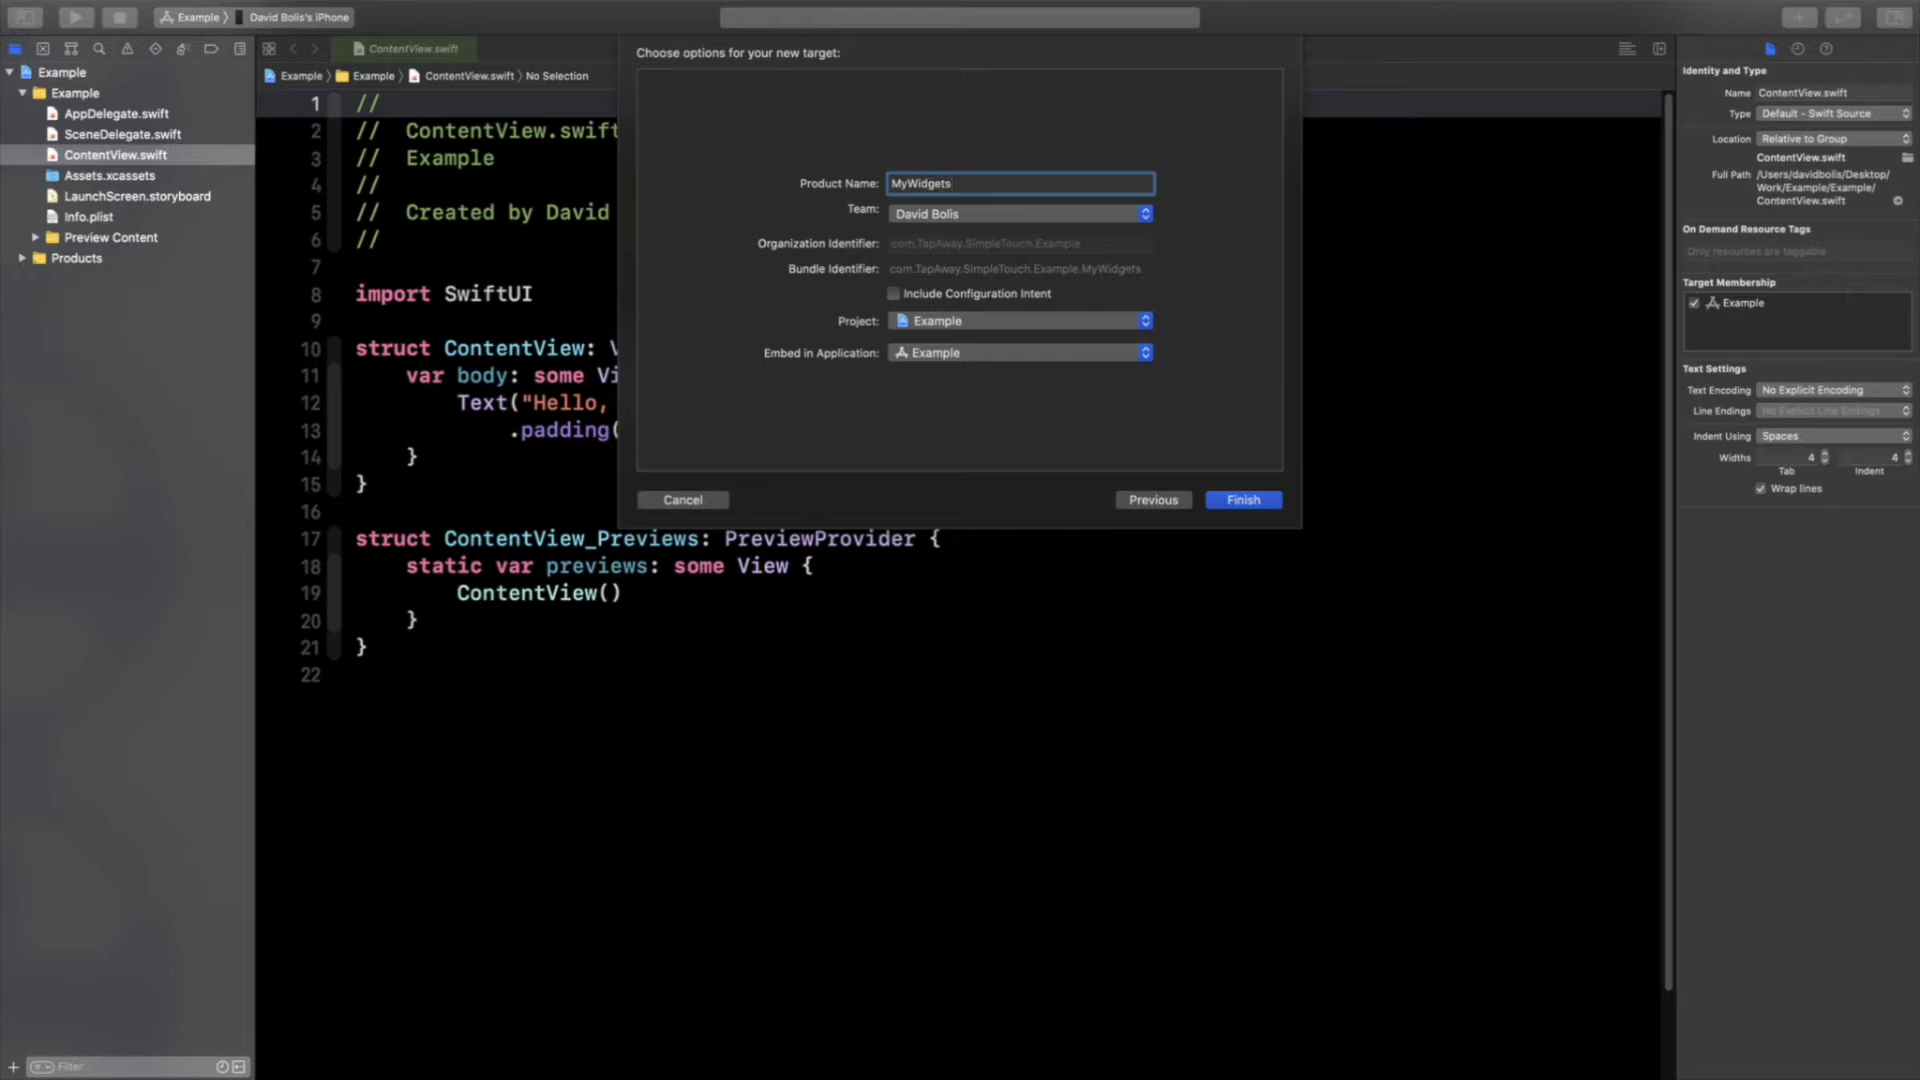 Example
David Bolis's iPhone
ContentView.swift
Example
Example
AppDelegate.swift
SceneDelegate.swift
ContentView.swift
Assets.xcassets
LaunchScreen.storyboard
Info.plist
Preview Content
Products
Filter
Example
Example
ContentView.swift
No Selection
1 //
2 // ContentView.swift
3 // Example
4 //
5 // Created by David
6 //
7
8 import SwiftUI
9
10 struct ContentView:
11 var body: some Vi
12 Text("Hello,
13 .padding(
14 }
15 }
16
17 struct ContentView_Previews: PreviewProvider {
18 static var previews: some View {
19 ContentView()
20 }
21 }
22
Choose options for your new target:
Product Name: MyWidgets
Team: David Bolis
Organization Identifier: com.TapAway.SimpleTouch.Example
Bundle Identifier: com.TapAway.SimpleTouch.Example.MyWidgets
Include Configuration Intent
Project: Example
Embed in Application: Example
Cancel
Previous
Finish
Identity and Type
Name ContentView.swift
Type Default - Swift Source
Location Relative to Group
ContentView.swift
Full Path /Users/davidbolis/Desktop/
Work/Example/Example/
ContentView.swift
On Demand Resource Tags
Only resources are taggable
Target Membership
Example
Text Settings
Text Encoding No Explicit Encoding
Line Endings No Explicit Line Endings
Indent Using Spaces
Widths 4 4
Tab Indent
Wrap lines